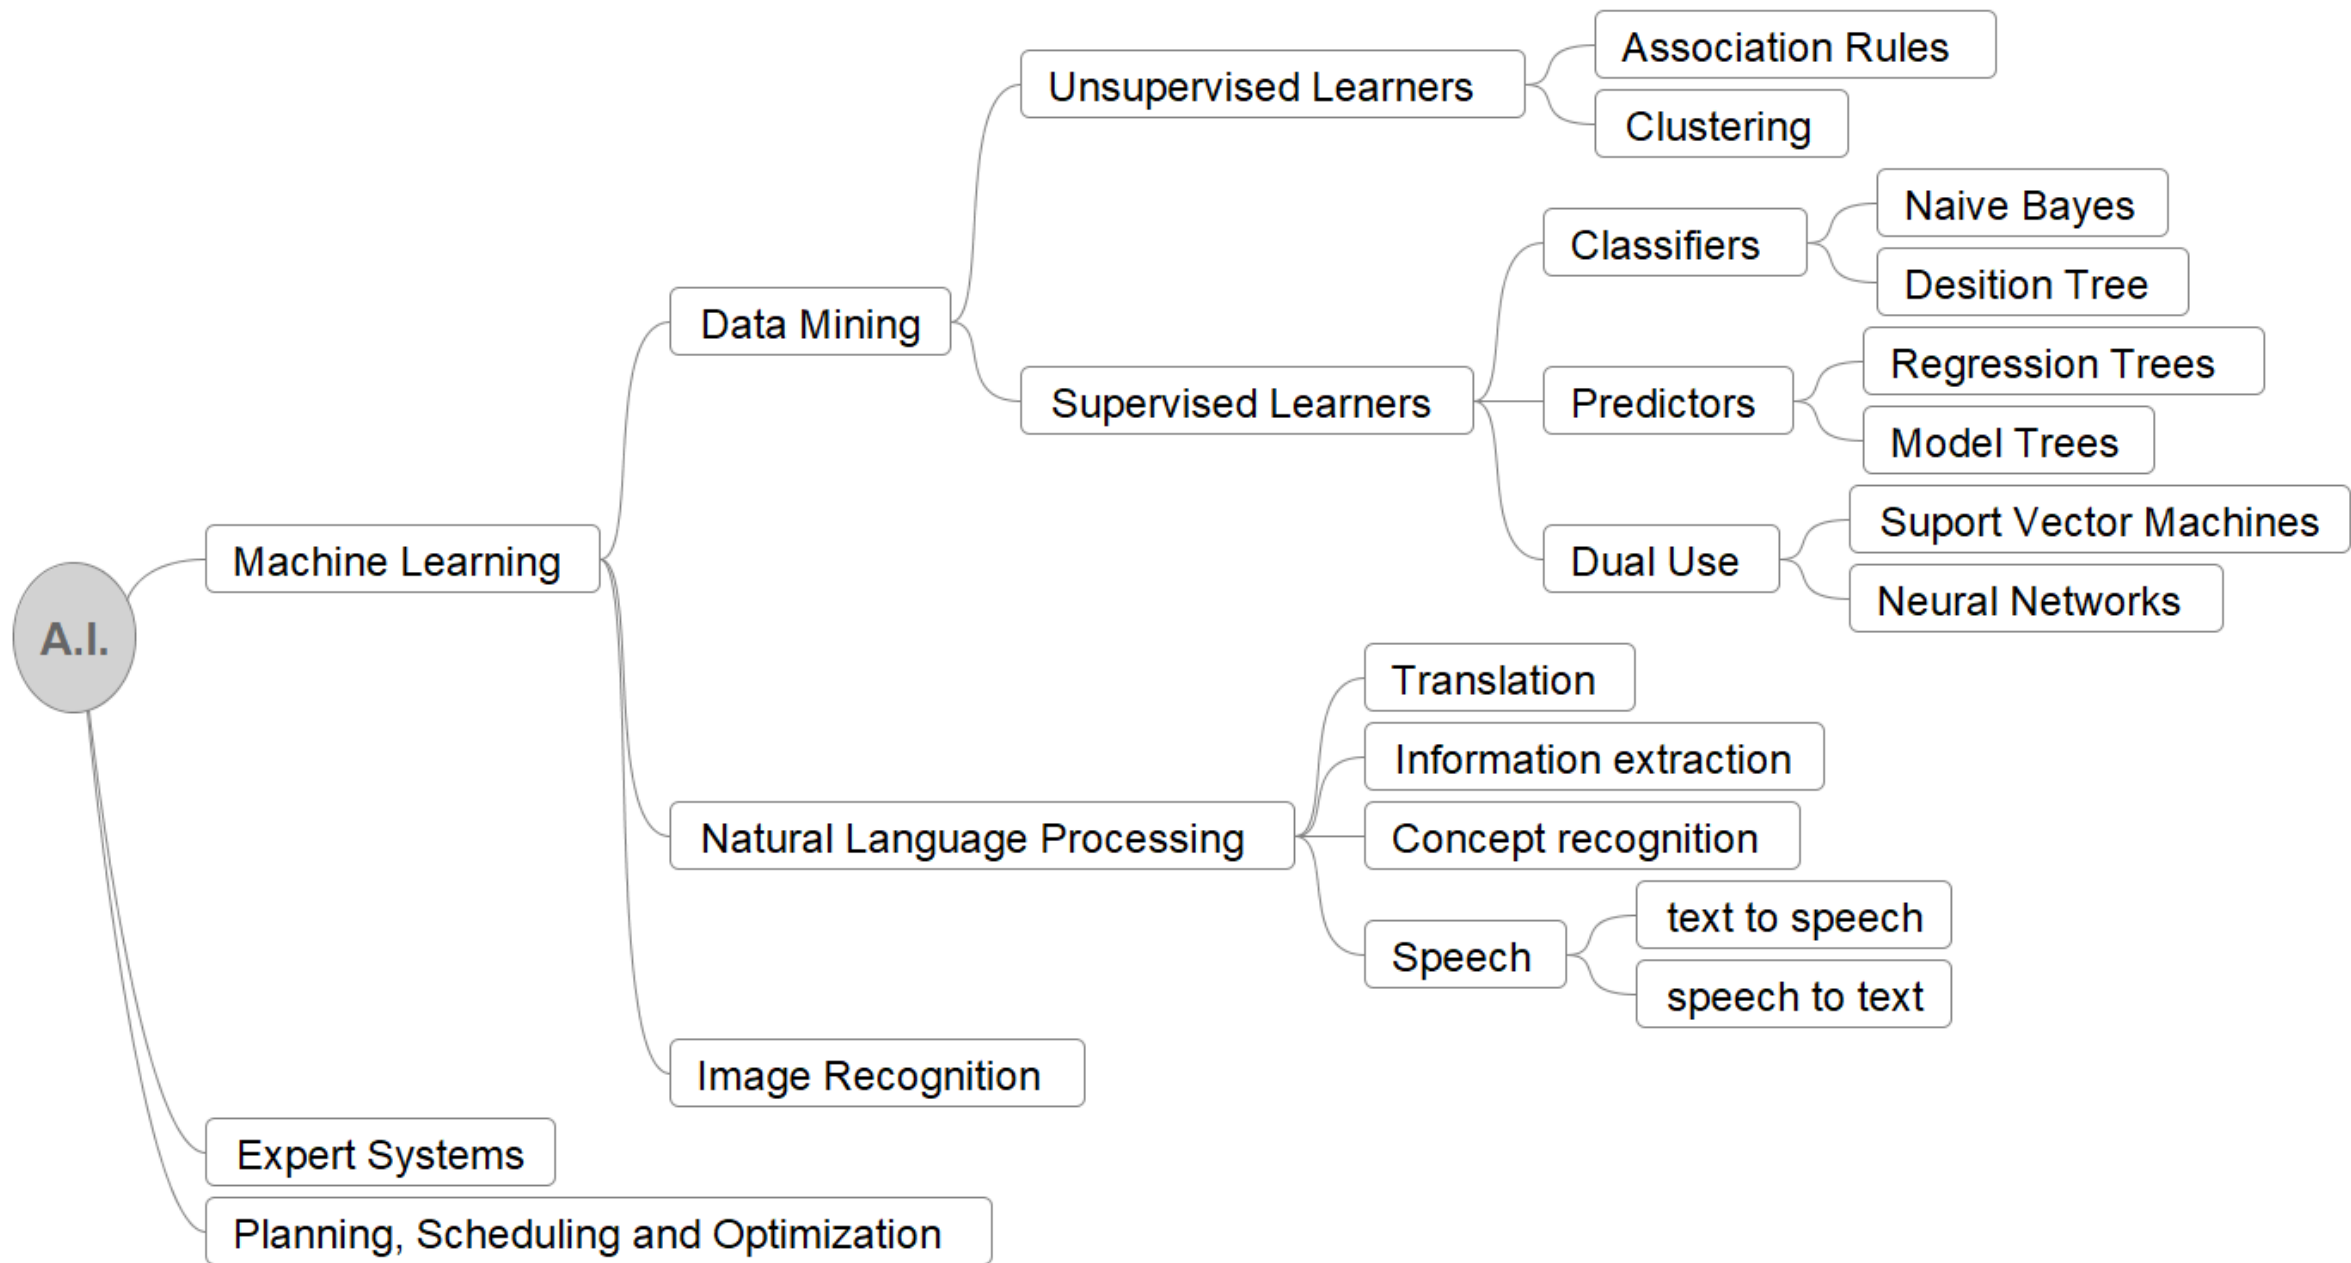 A.I.
Machine Learning
Data Mining
Unsupervised Learners
Association Rules
Clustering
Supervised Learners
Classifiers
Naive Bayes
Desition Tree
Predictors
Regression Trees
Model Trees
Dual Use
Suport Vector Machines
Neural Networks
Natural Language Processing
Translation
Information extraction
Concept recognition
Speech
text to speech
speech to text
Image Recognition
Expert Systems
Planning, Scheduling and Optimization